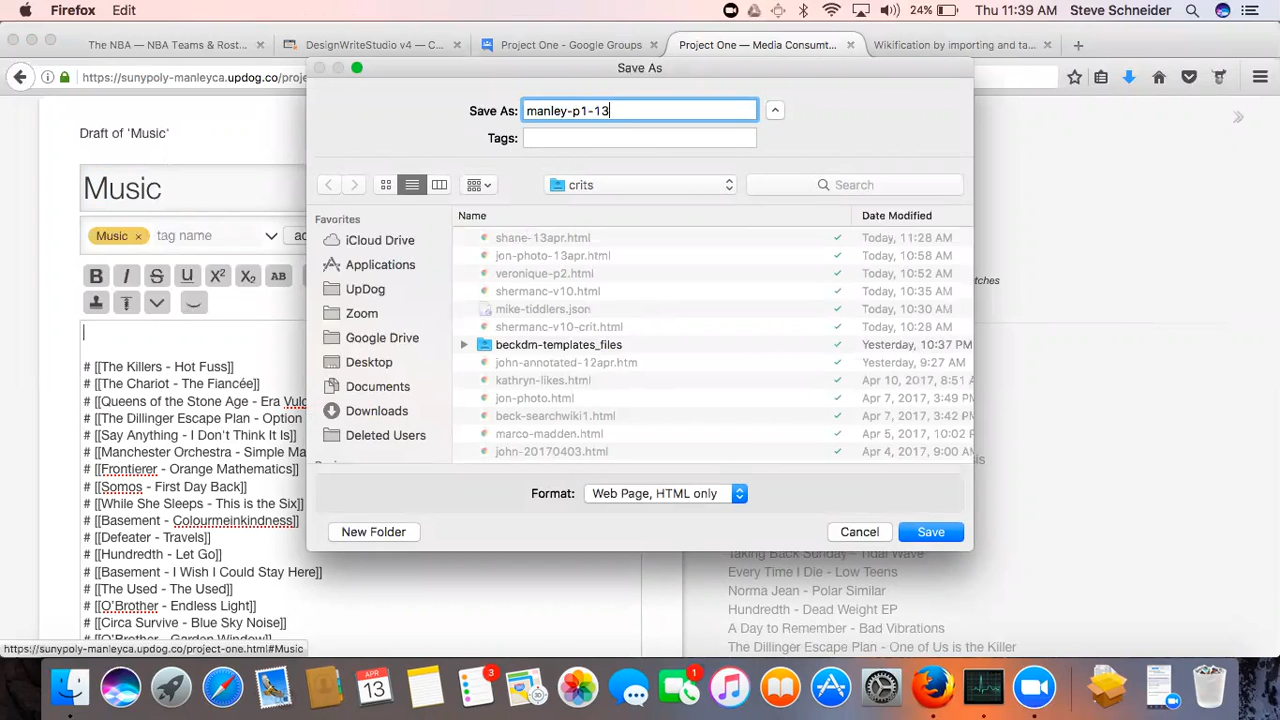 Firefox Edit 24% Thu 11:39 AM Steve Schneider
The NBA — NBA Teams & Rost... × DesignWriteStudio v4 — C... × Project One - Google Groups × Project One — Media Consumt... × Wikification by importing and ta... × +
https://sunypoly-manleyca.updog.co/proje
Save As
Save As: manley-p1-13
Tags:
crits
Search
Name Date Modified
Favorites
iCloud Drive
Applications
UpDog
Zoom
Google Drive
Desktop
Documents
Downloads
Deleted Users
shane-13apr.html Today, 11:28 AM
jon-photo-13apr.html Today, 10:58 AM
veronique-p2.html Today, 10:52 AM
shermanc-v10.html Today, 10:35 AM
mike-tiddlers.json Today, 10:30 AM
shermanc-v10-crit.html Today, 10:28 AM
beckdm-templates_files Yesterday, 10:37 PM
john-annotated-12apr.htm Yesterday, 9:27 AM
kathryn-likes.html Apr 10, 2017, 8:51 A
jon-photo.html Apr 7, 2017, 3:49 P
beck-searchwiki1.html Apr 7, 2017, 3:42 P
marco-madden.html Apr 5, 2017, 10:02 P
john-20170403.html Apr 4, 2017, 9:00 A
Format: Web Page, HTML only
New Folder Cancel Save
Draft of 'Music'
Music
Music × tag name ad
B I S U X² X₂ AB
# [[The Killers - Hot Fuss]]
# [[The Chariot - The Fiancée]]
# [[Queens of the Stone Age - Era Vulg
# [[The Dillinger Escape Plan - Option
# [[Say Anything - I Don't Think It Is]]
# [[Manchester Orchestra - Simple Ma
# [[Frontierer - Orange Mathematics]]
# [[Somos - First Day Back]]
# [[While She Sleeps - This is the Six]]
# [[Basement - Colourmeinkindness]]
# [[Defeater - Travels]]
# [[Hundredth - Let Go]]
# [[Basement - I Wish I Could Stay Here]]
# [[The Used - The Used]]
# [[O'Brother - Endless Light]]
# [[Circa Survive - Blue Sky Noise]]
# [[O'Brother - Garden Window]]
https://sunypoly-manleyca.updog.co/project-one.html#Music
Taking Back Sunday – Tidal Wave
Every Time I Die - Low Teens
Norma Jean - Polar Similar
Hundredth - Dead Weight EP
A Day to Remember - Bad Vibrations
The Dillinger Escape Plan - One of Us is the Killer
APR
13
3
1